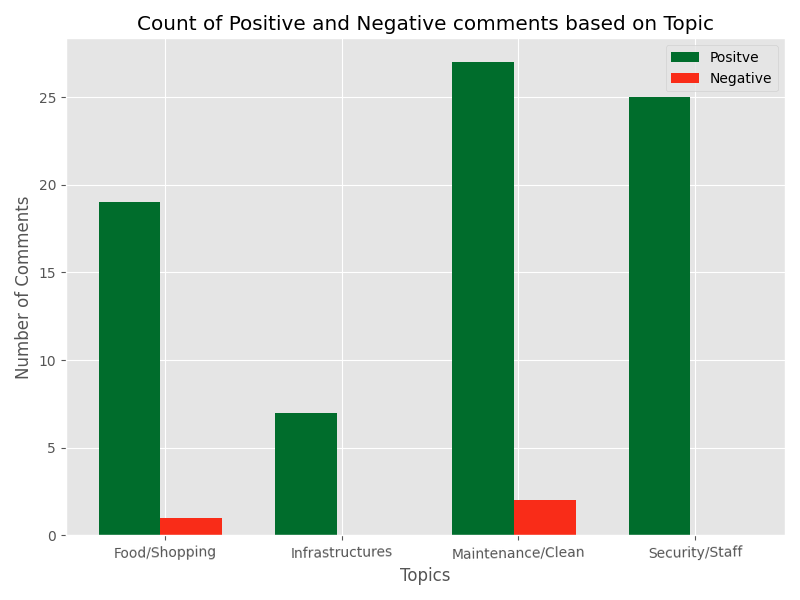 Count of Positive and Negative comments based on Topic
Positve
Negative
Number of Comments
25
20
15
10
5
0
Food/Shopping
Infrastructures
Maintenance/Clean
Security/Staff
Topics